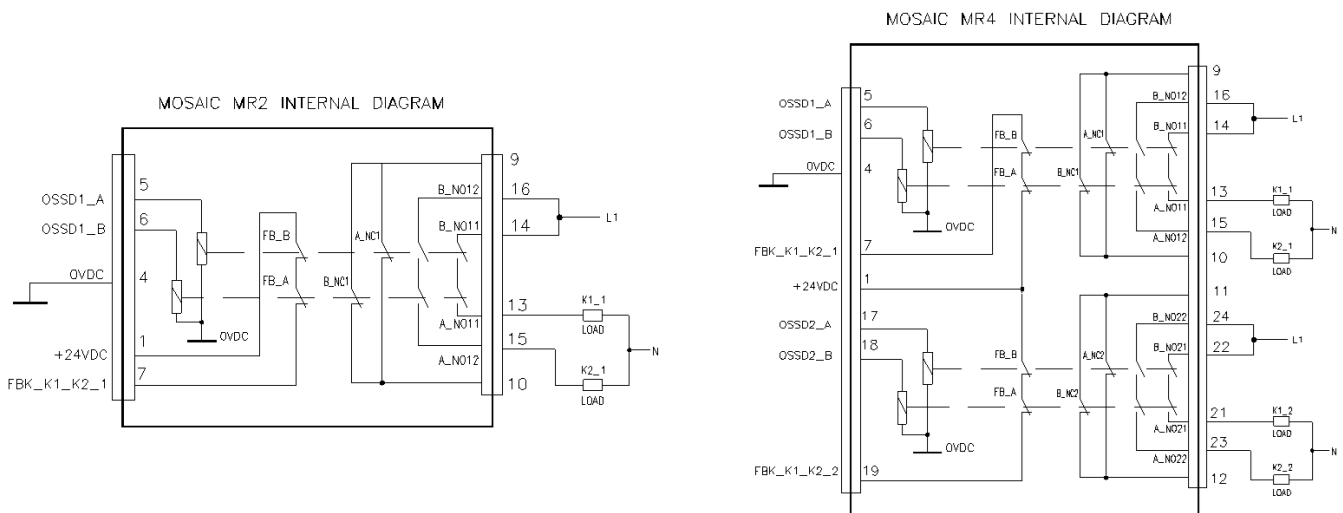 MOSAIC MR2 INTERNAL DIAGRAM
5
OSSD1_A
6
OSSD1_B
0VDC
4
1
+24VDC
7
FBK_K1_K2_1
FB_B
FB_A
0VDC
A_NC1
B_NC1
B_NO12
B_NO11
A_NO11
A_NO12
9
16
14
L1
13
K1_1
LOAD
15
N
K2_1
LOAD
10
MOSAIC MR4 INTERNAL DIAGRAM
5
OSSD1_A
6
OSSD1_B
0VDC
4
FBK_K1_K2_1
7
+24VDC
1
OSSD2_A
17
OSSD2_B
18
FBK_K1_K2_2
19
FB_B
FB_A
0VDC
A_NC1
B_NC1
B_NO12
B_NO11
A_NO11
A_NO12
9
16
14
L1
13
K1_1
LOAD
15
N
K2_1
LOAD
10
FB_B
FB_A
0VDC
A_NC2
B_NC2
B_NO22
B_NO21
A_NO21
A_NO22
11
24
22
L1
21
K1_2
LOAD
23
N
K2_2
LOAD
12